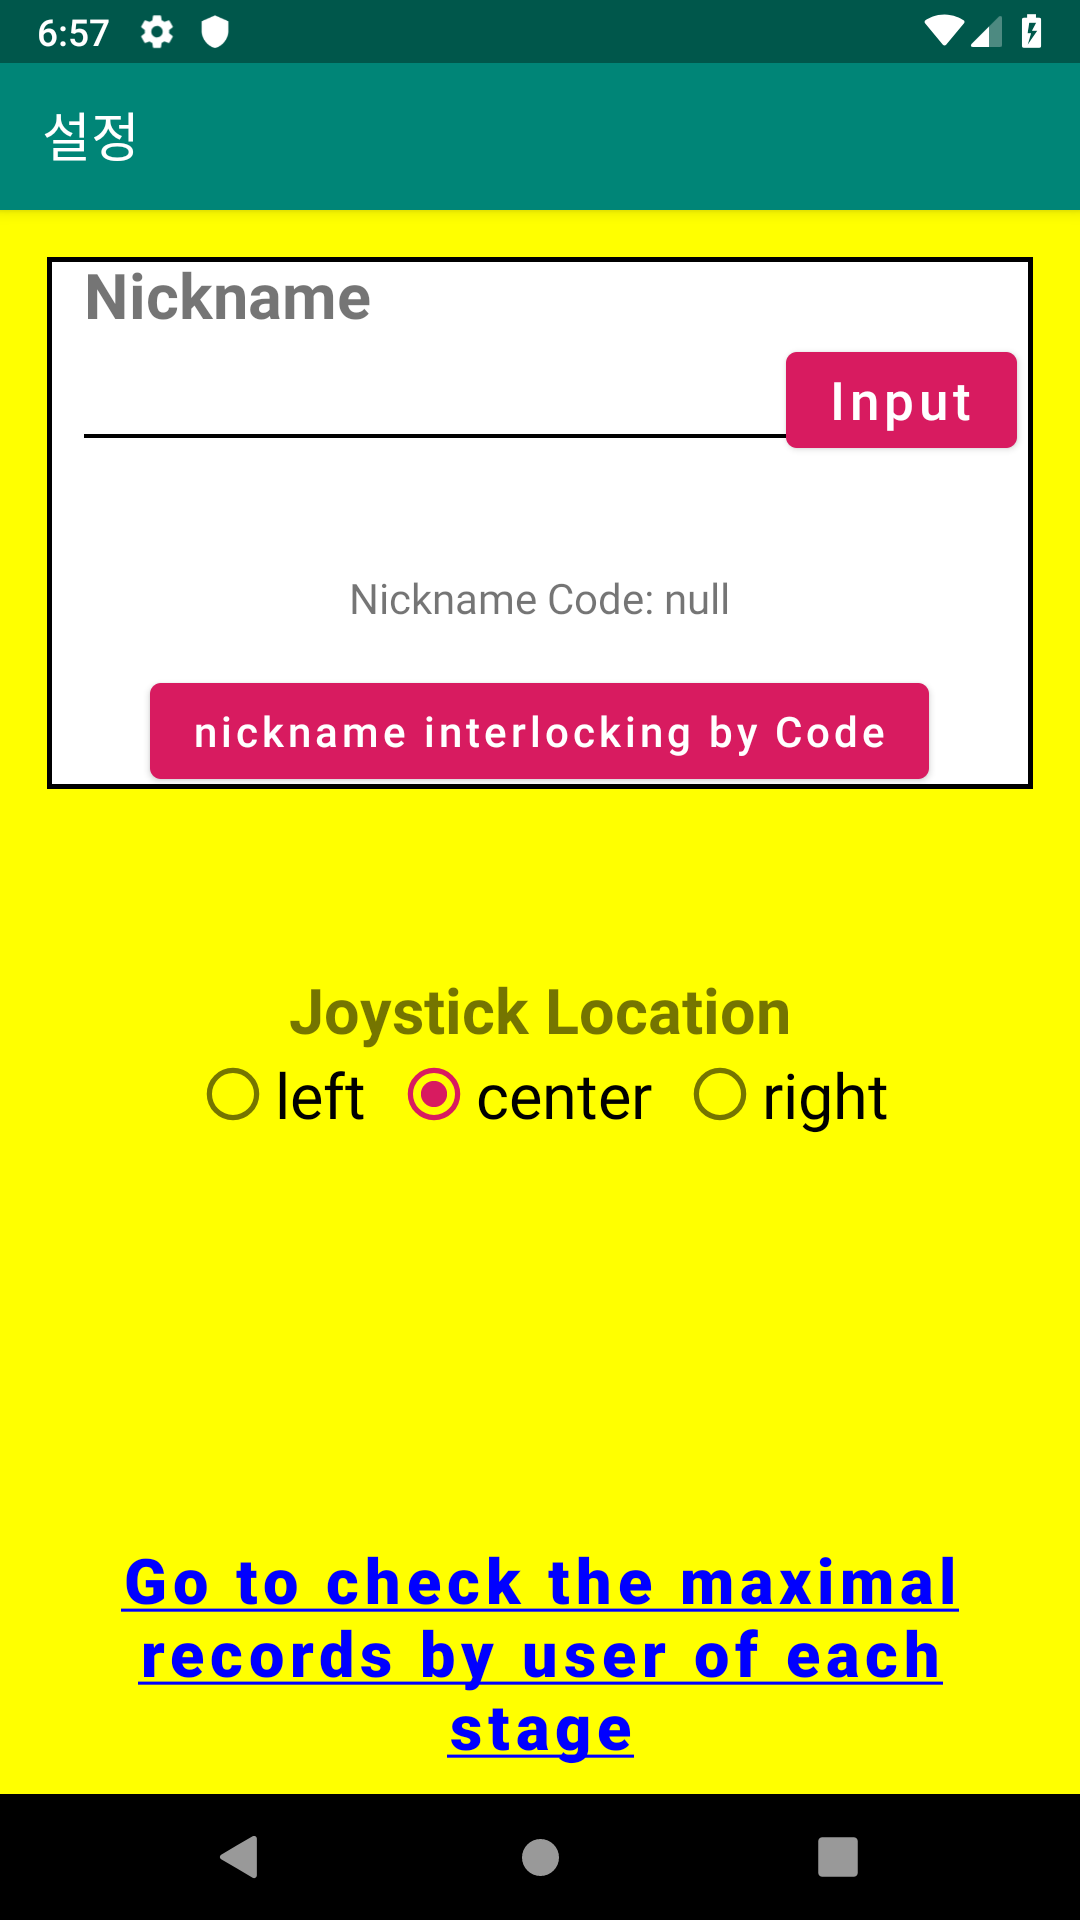 6:57
설정
Nickname
Input
Nickname Code: null
nickname interlocking by Code
Joystick Location
left center right
Go to check the maximal
records by user of each
stage